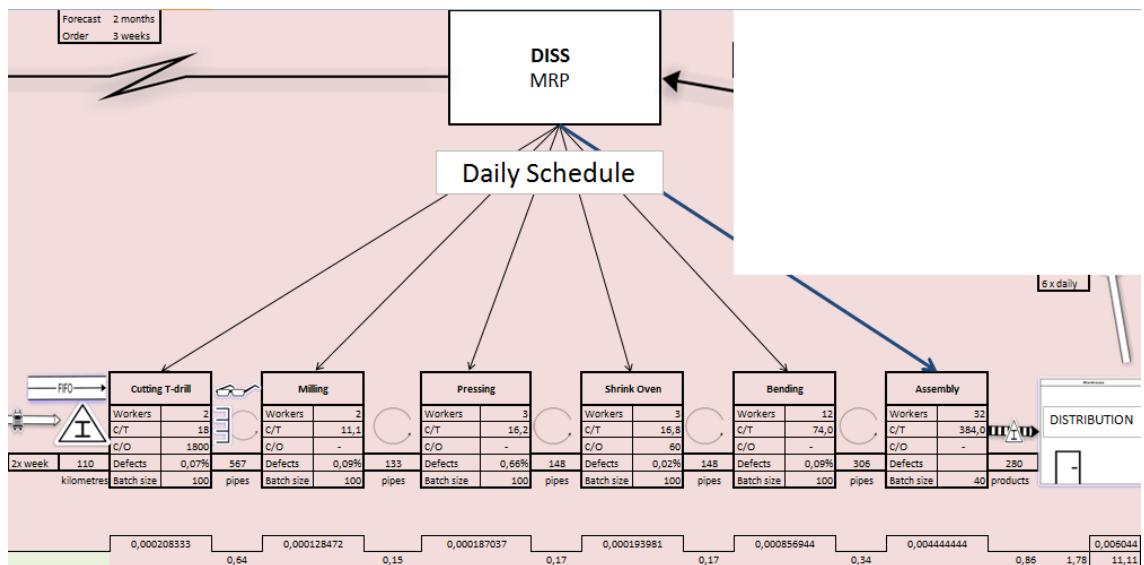 Forecast 2 months
Order 3 weeks
DISS
MRP
Daily Schedule
6 x daily
FIFO
Cutting T-drill
Milling
Pressing
Shrink Oven
Bending
Assembly
Workers 2
Workers 2
Workers 3
Workers 3
Workers 12
Workers 32
DISTRIBUTION
I
C/T 18
C/T 11,1
C/T 16,2
C/T 16,8
C/T 74,0
C/T 384,0
I
C/O 1800
C/O -
C/O -
C/O 60
C/O -
C/O
2x week 110
Defects 0,07% 567
Defects 0,09% 133
Defects 0,66% 148
Defects 0,02% 148
Defects 0,09% 306
Defects 280
kilometres
Batch size 100 pipes
Batch size 100 pipes
Batch size 100 pipes
Batch size 100 pipes
Batch size 100 pipes
Batch size 40 products
0,000208333 0,000128472 0,000187037 0,000193981 0,000856944 0,004444444 0,006044
0,64 0,15 0,17 0,17 0,34 0,86 1,78 11,11